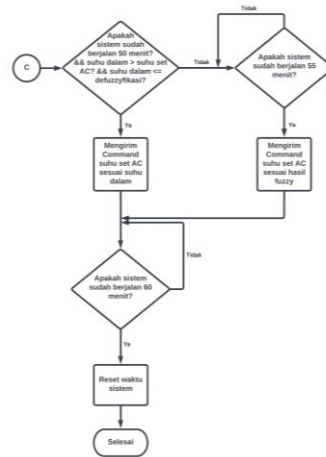 C
Apakah
sistem sudah
berjalan 50 menit?
&& suhu dalam > suhu set
AC? && suhu dalam <=
defuzzyfikasi?
Tidak
Tidak
Apakah sistem
sudah berjalan 55
menit?
Ya
Ya
Mengirim
Command
suhu set AC
sesuai suhu
dalam
Mengirim
Command
suhu set AC
sesuai hasil
fuzzy
Tidak
Apakah sistem
sudah berjalan 60
menit?
Ya
Reset waktu
sistem
Selesai